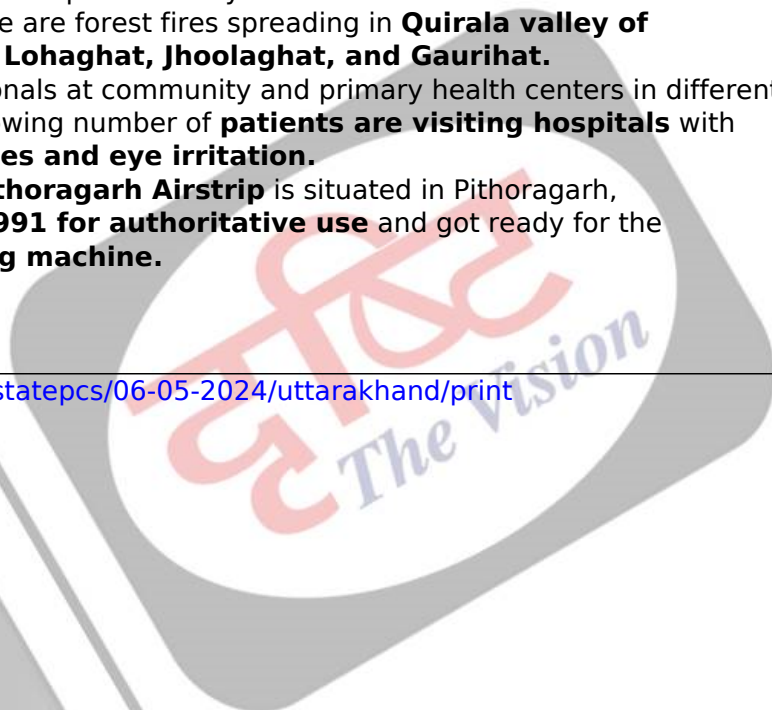 e are forest fires spreading in Quirala valley of
Lohaghat, Jhoolaghat, and Gaurihat.
onals at community and primary health centers in different
owing number of patients are visiting hospitals with
es and eye irritation.
thoragarh Airstrip is situated in Pithoragarh,
991 for authoritative use and got ready for the
g machine.
statepcs/06-05-2024/uttarakhand/print
दृष्टि
The Vision